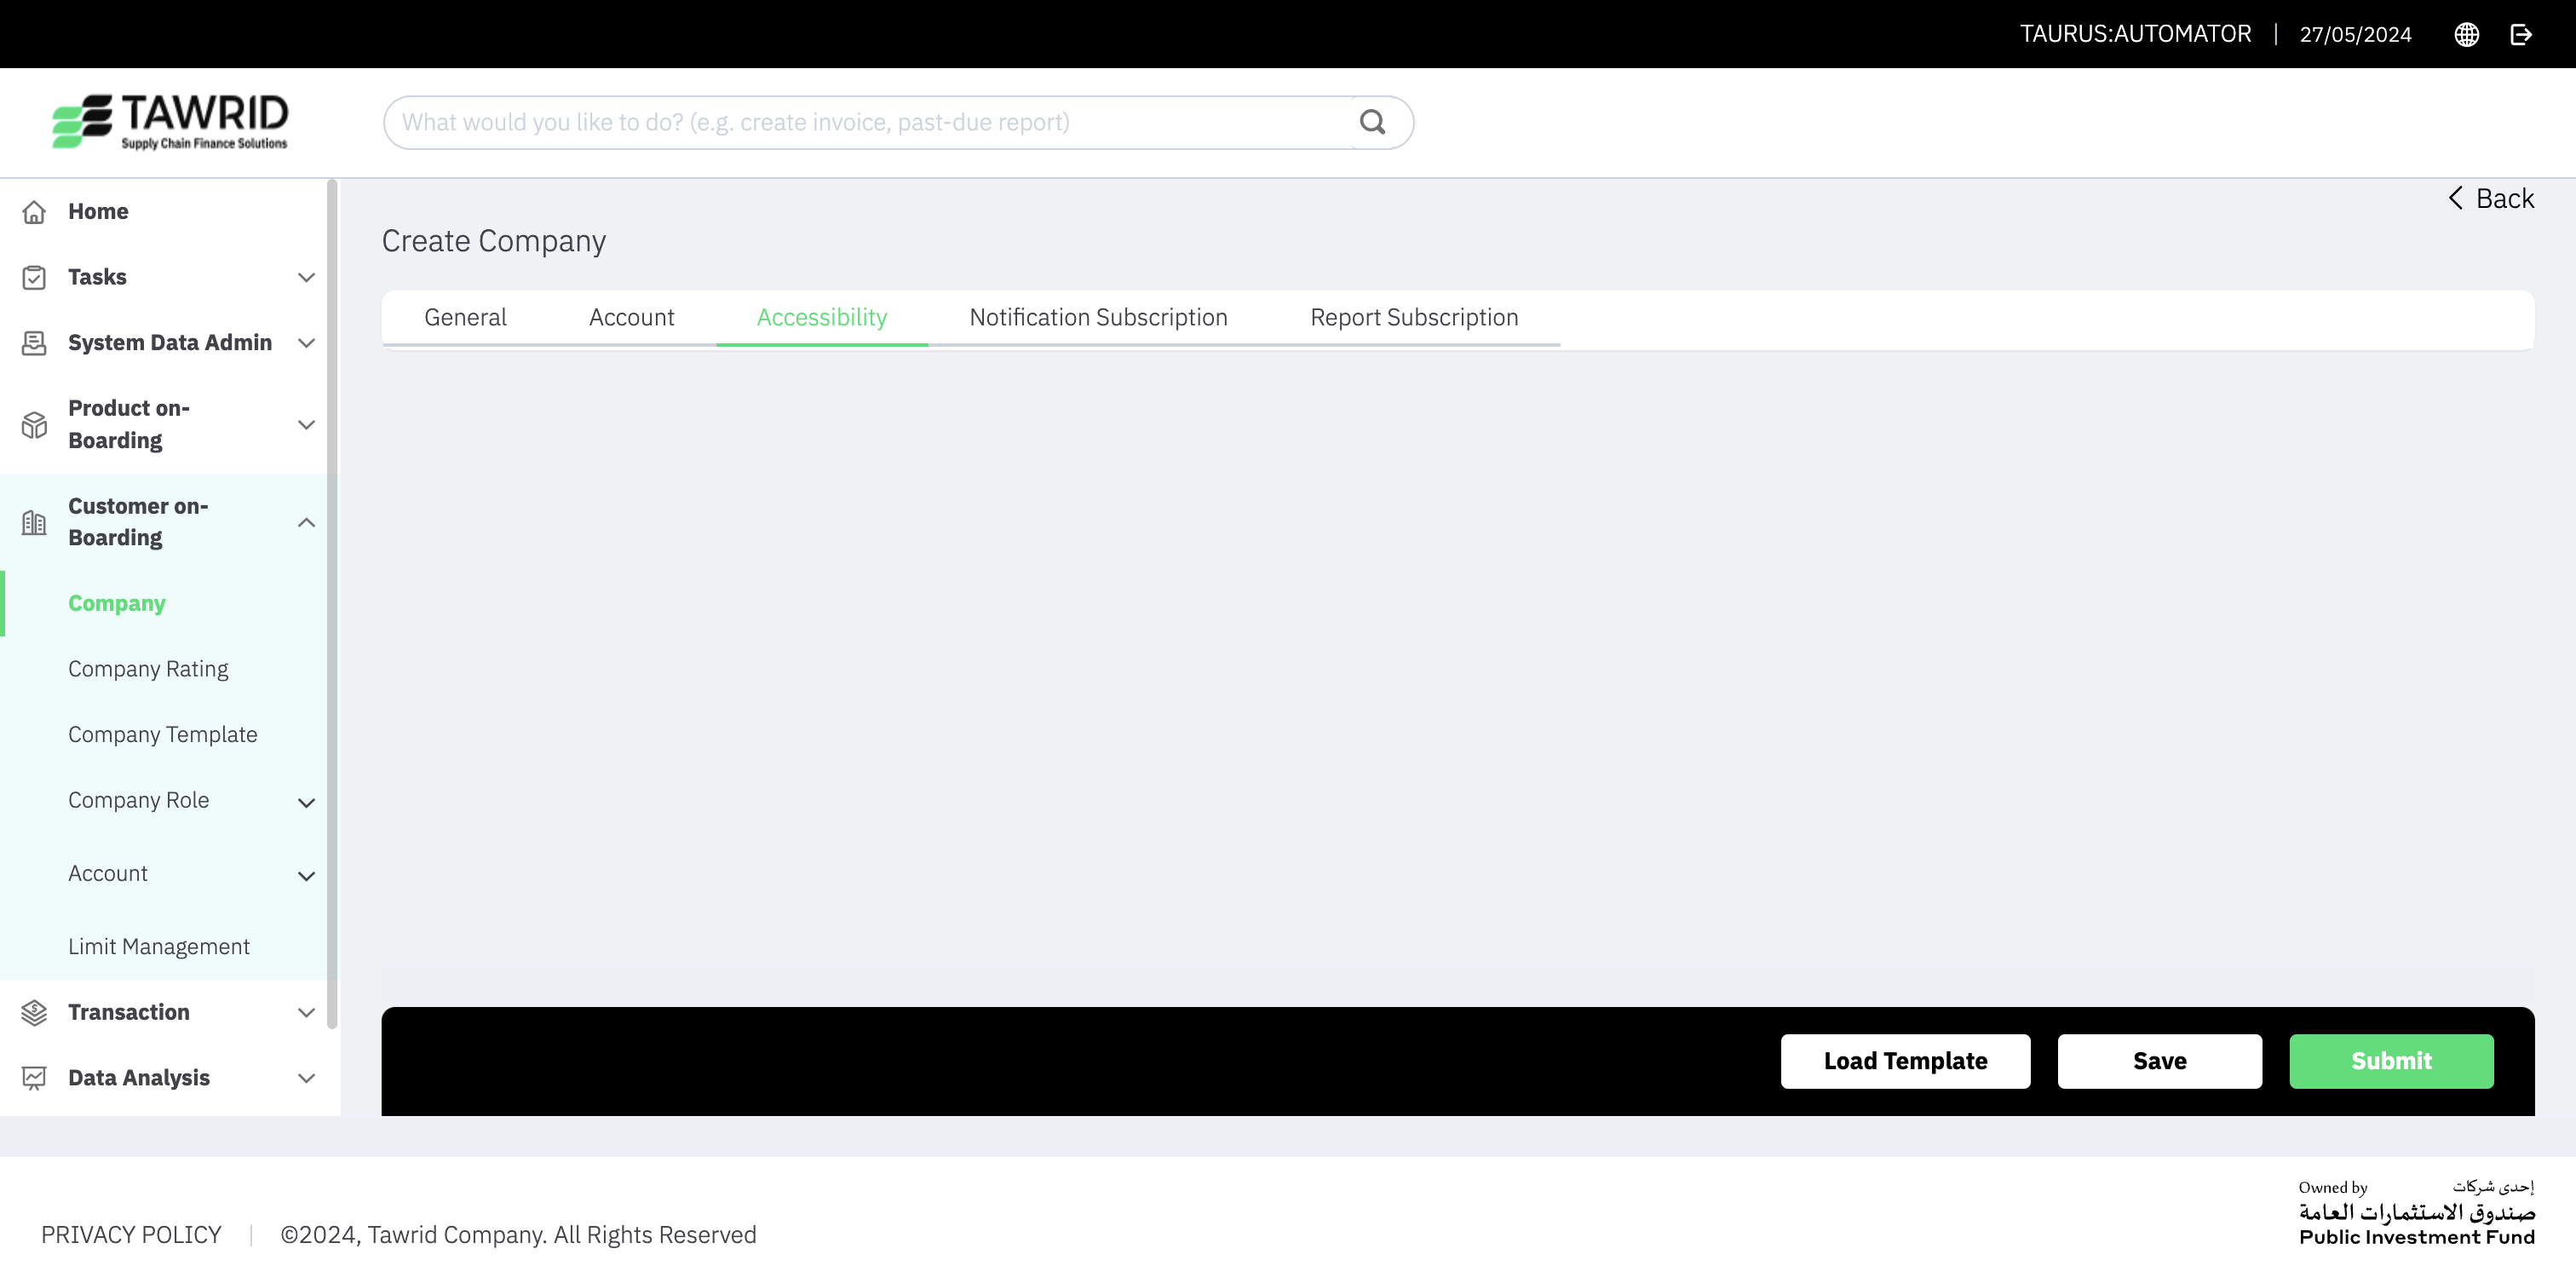 TAURUS:AUTOMATOR | 27/05/2024
TAWRID
Supply Chain Finance Solutions
What would you like to do? (e.g. create invoice, past-due report)
Back
Home
Tasks
System Data Admin
Product on-
Boarding
Customer on-
Boarding
Company
Company Rating
Company Template
Company Role
Account
Limit Management
Transaction
Data Analysis
Create Company
General Account Accessibility Notification Subscription Report Subscription
Load Template Save Submit
PRIVACY POLICY | ©2024, Tawrid Company. All Rights Reserved
Owned by إحدى شركات
صندوق الاستثمارات العامة
Public Investment Fund